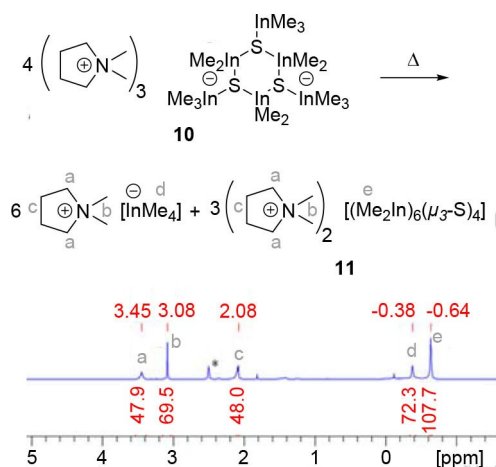 InMe3
Me2In S InMe2
4 ( N ⊕ )3 ⊖ ⊖ Δ
Me3In S In S InMe3
Me2
10
a ⊖ d a e
6 c ⊕ N b [InMe4] + 3 ( c ⊕ N b )2 [(Me2In)6(μ3-S)4]
a a
11
3.45 3.08 2.08 -0.38 -0.64
a b * c d e
47.9 69.5 48.0 72.3 107.7
5 4 3 2 1 0 [ppm]